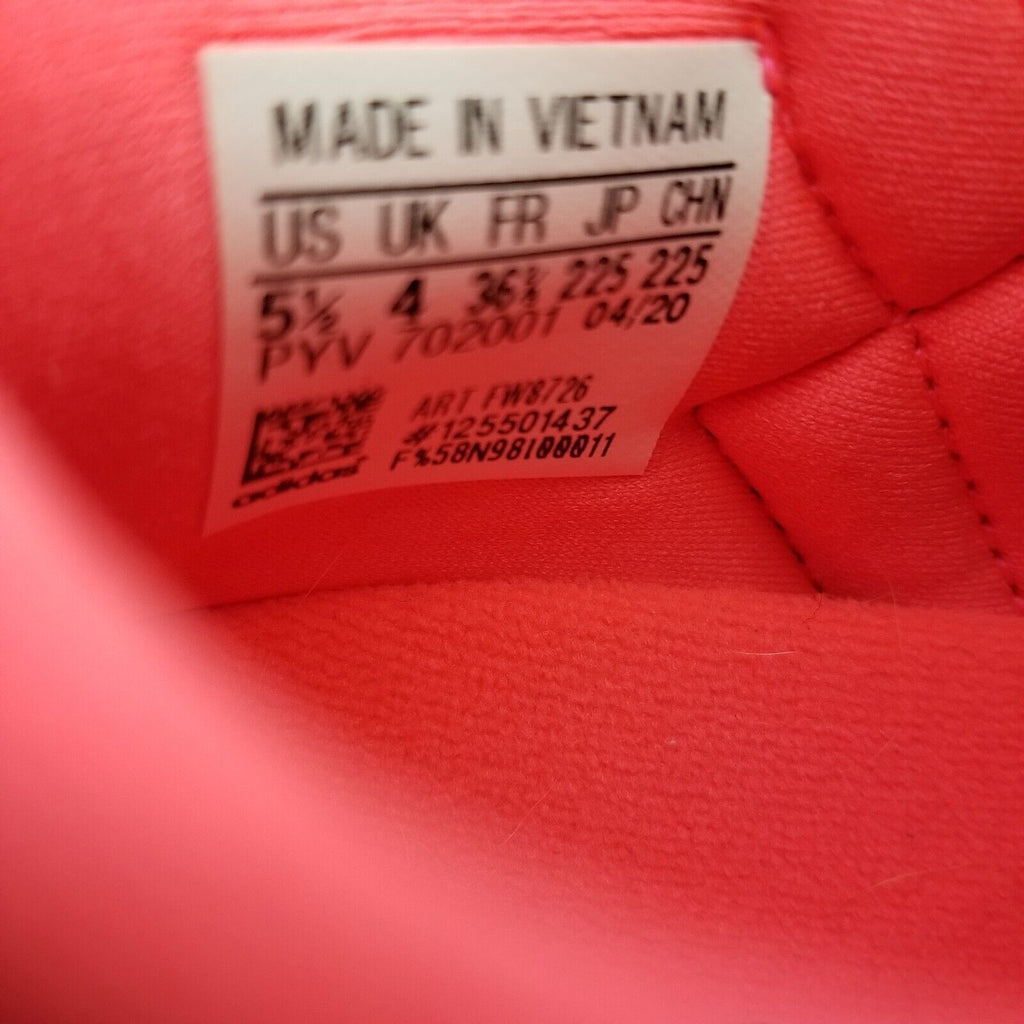 MADE IN VIETNAM
US UK FR JP CHN
5½ 4 36⅔ 225 225
PYV 702001 04/20
ART FW8726
#125501437
F%58N98I00011
adidas